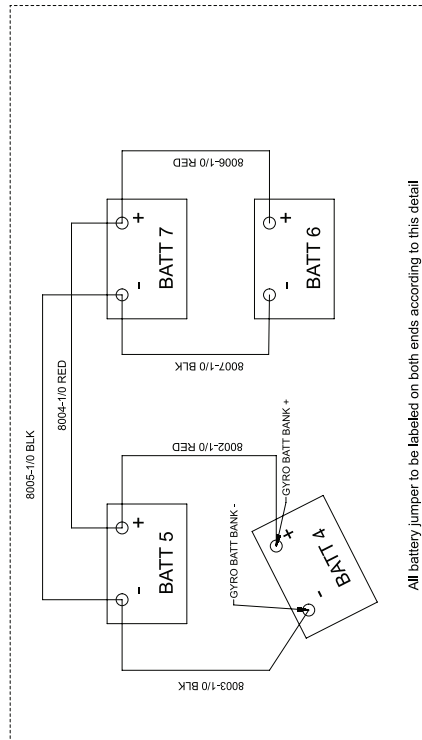 8005-1/0 BLK
8004-1/0 RED
BATT 5
-
+
BATT 7
-
+
8003-1/0 BLK
8002-1/0 RED
8007-1/0 BLK
8006-1/0 RED
GYRO BATT BANK -
GYRO BATT BANK +
BATT 4
-
+
BATT 6
-
+
All battery jumper to be labeled on both ends according to this detail